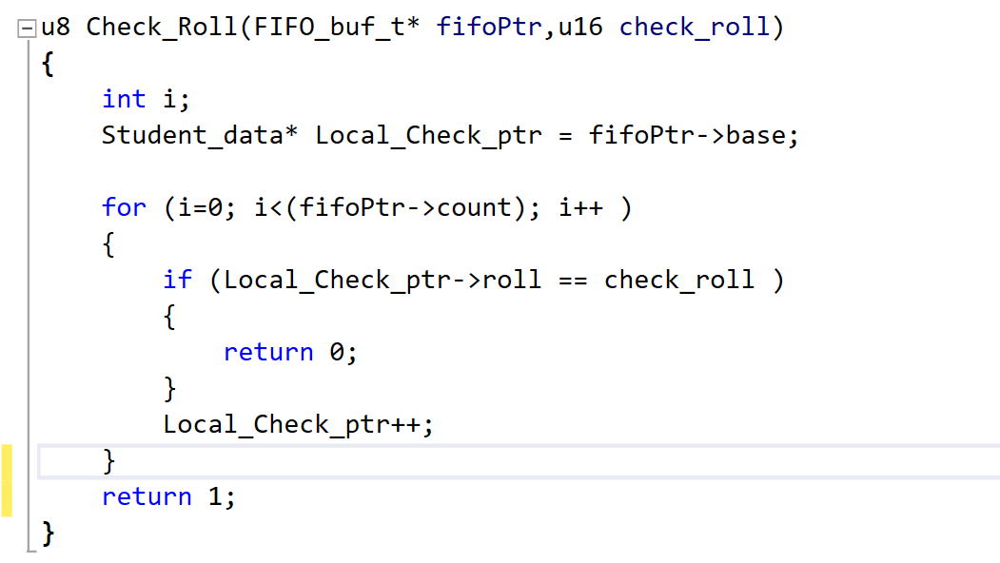 u8 Check_Roll(FIFO_buf_t* fifoPtr,u16 check_roll)
{
    int i;
    Student_data* Local_Check_ptr = fifoPtr->base;

    for (i=0; i<(fifoPtr->count); i++ )
    {
        if (Local_Check_ptr->roll == check_roll )
        {
            return 0;
        }
        Local_Check_ptr++;
    }
    return 1;
}